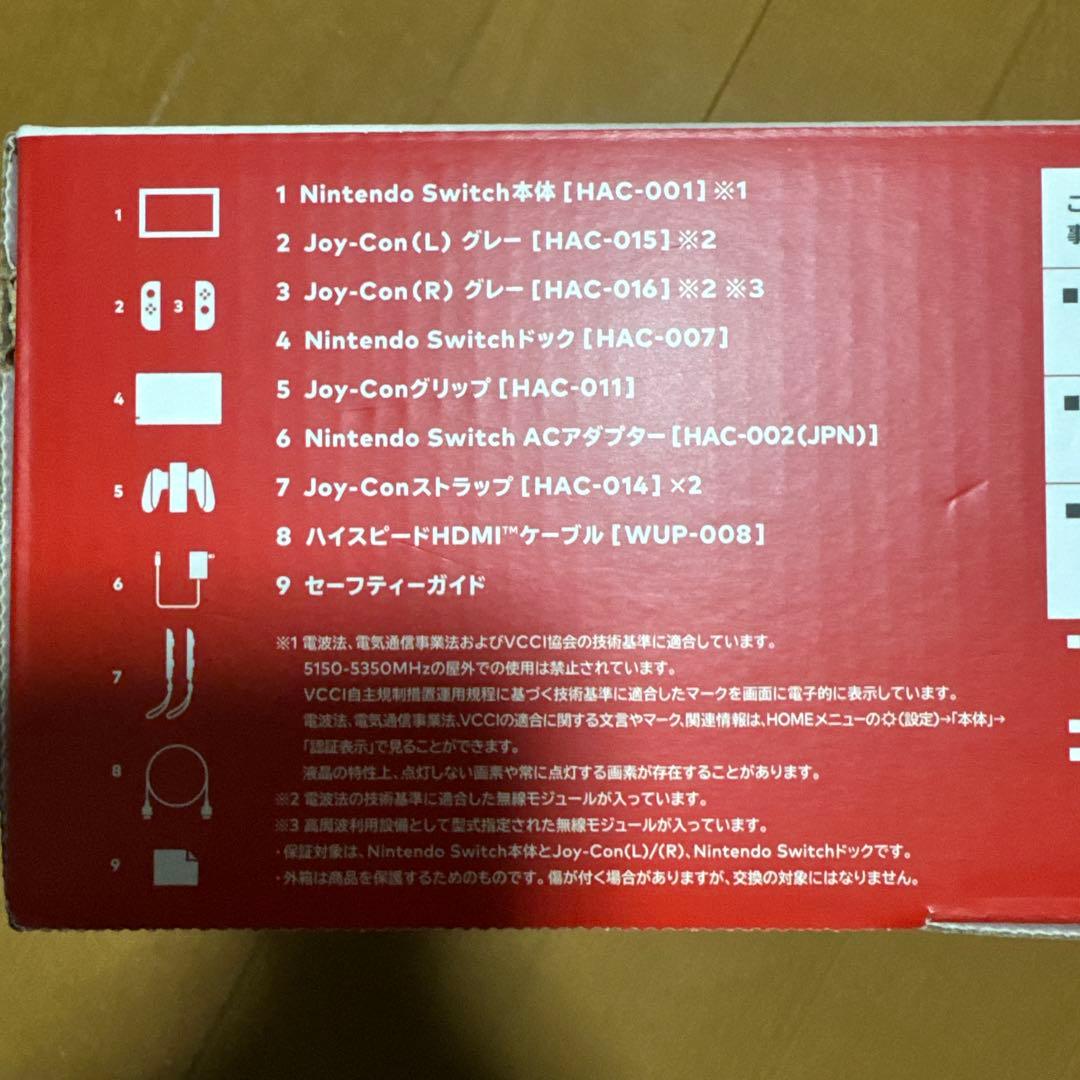 1 Nintendo Switch本体 [HAC-001] ※1
2 Joy-Con(L) グレー [HAC-015] ※2
3 Joy-Con(R) グレー [HAC-016] ※2 ※3
4 Nintendo Switchドック [HAC-007]
5 Joy-Conグリップ [HAC-011]
6 Nintendo Switch ACアダプター [HAC-002(JPN)]
7 Joy-Conストラップ [HAC-014] ×2
8 ハイスピードHDMI™ケーブル [WUP-008]
9 セーフティーガイド
※1 電波法、電気通信事業法およびVCCI協会の技術基準に適合しています。
5150-5350MHzの屋外での使用は禁止されています。
VCCI自主規制措置運用規程に基づく技術基準に適合したマークを画面に電子的に表示しています。
電波法、電気通信事業法、VCCIの適合に関する文言やマーク、関連情報は、HOMEメニューの(設定)→「本体」→
「認証表示」で見ることができます。
液晶の特性上、点灯しない画素や常に点灯する画素が存在することがあります。
※2 電波法の技術基準に適合した無線モジュールが入っています。
※3 高周波利用設備として型式指定された無線モジュールが入っています。
・保証対象は、Nintendo Switch本体とJoy-Con(L)/(R)、Nintendo Switchドックです。
・外箱は商品を保護するためのものです。傷が付く場合がありますが、交換の対象にはなりません。
1
2
3
4
5
6
7
8
9